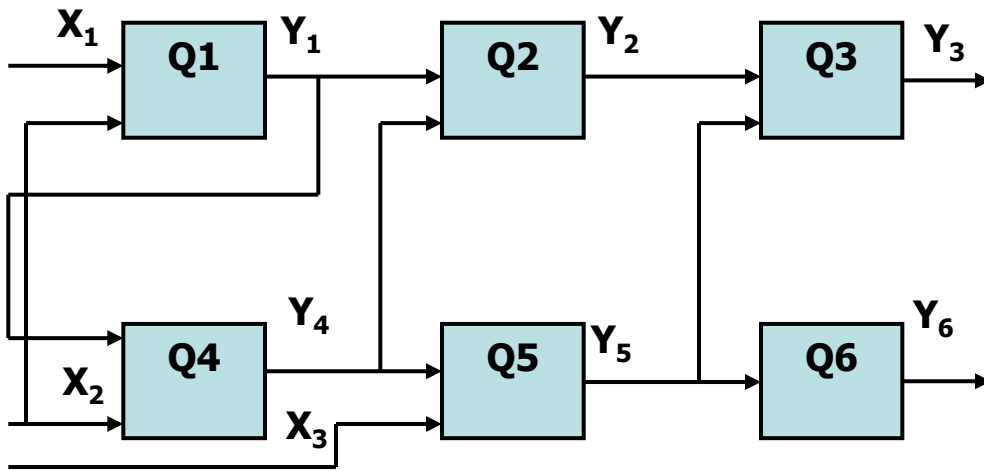 X₁ Q1 Y₁ Q2 Y₂ Q3 Y₃
X₂ Q4 Y₄ X₃ Q5 Y₅ Q6 Y₆